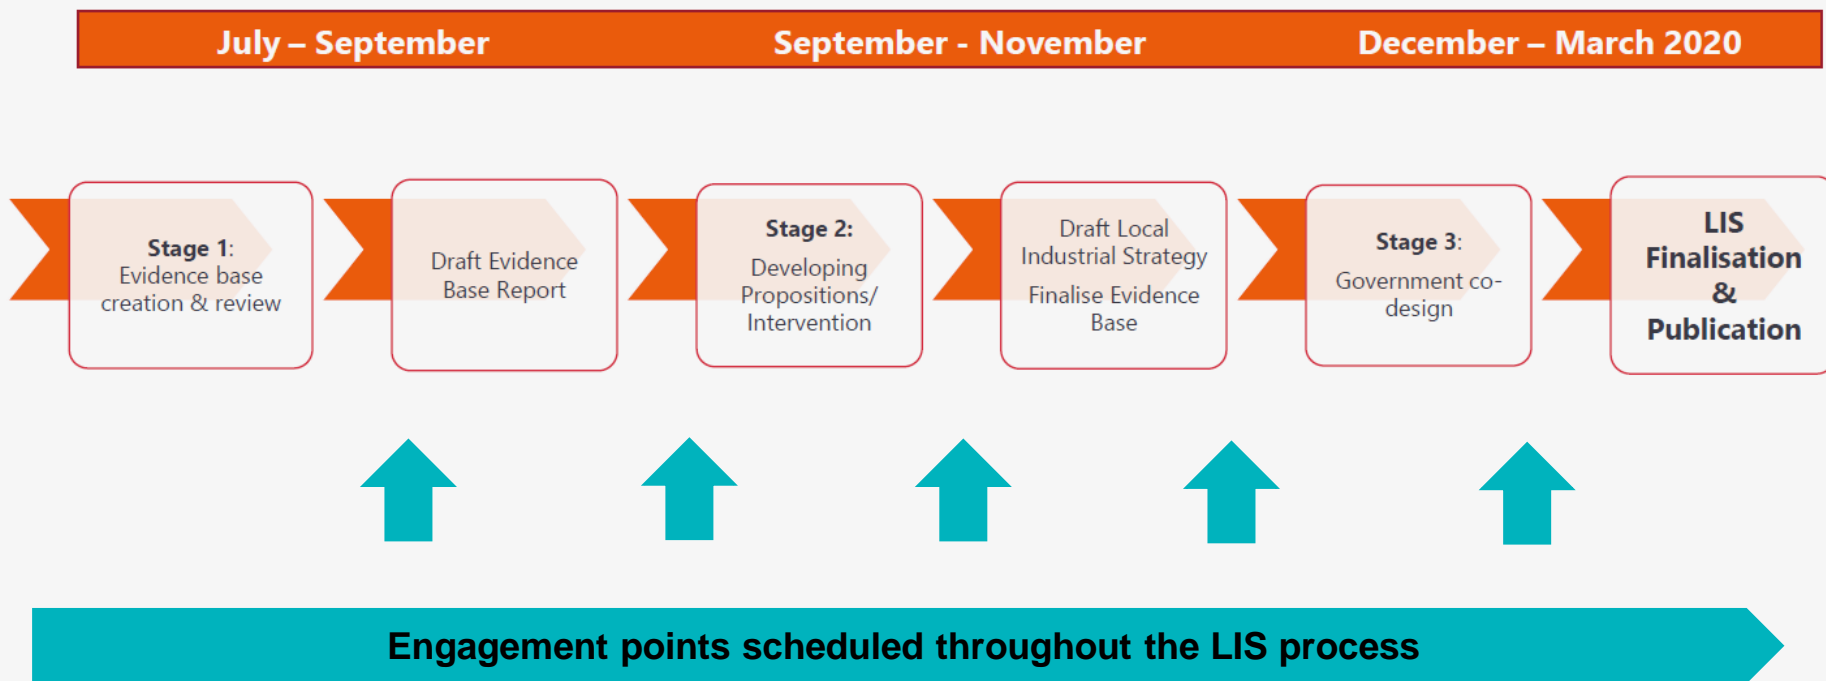 July – September
September - November
December – March 2020
Stage 1:
Evidence base
creation & review
Draft Evidence
Base Report
Stage 2:
Developing
Propositions/
Intervention
Draft Local
Industrial Strategy
Finalise Evidence
Base
Stage 3:
Government co-
design
LIS
Finalisation
&
Publication
Engagement points scheduled throughout the LIS process